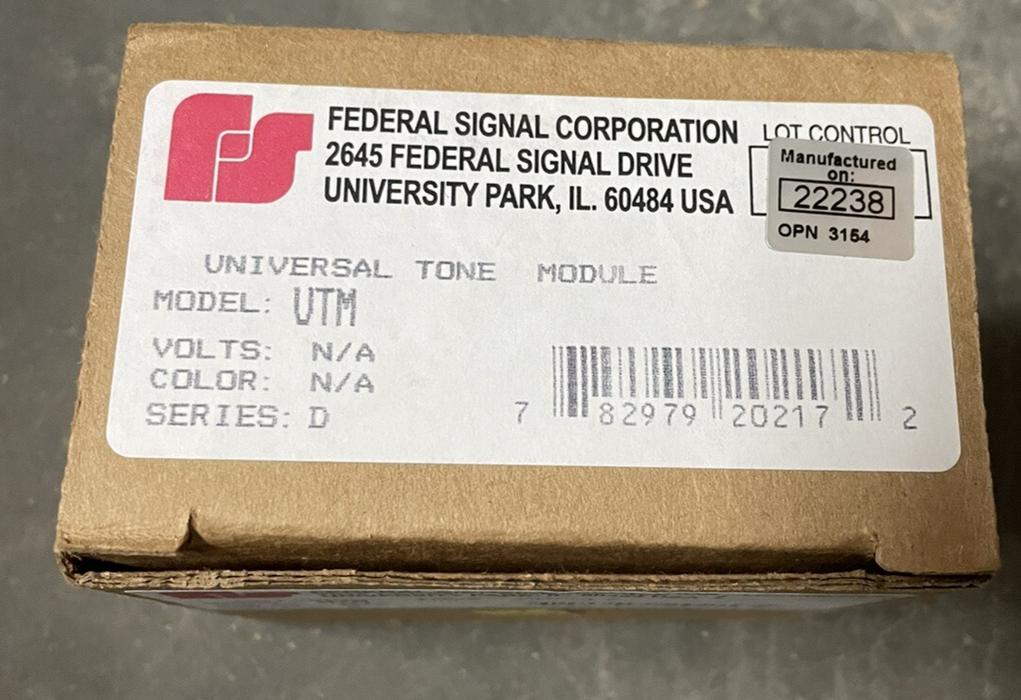 FEDERAL SIGNAL CORPORATION
2645 FEDERAL SIGNAL DRIVE
UNIVERSITY PARK, IL. 60484 USA
LOT CONTROL
Manufactured
on:
22238
OPN 3154
UNIVERSAL TONE MODULE
MODEL: UTM
VOLTS: N/A
COLOR: N/A
SERIES: D
7 82979 20217 2
UTM